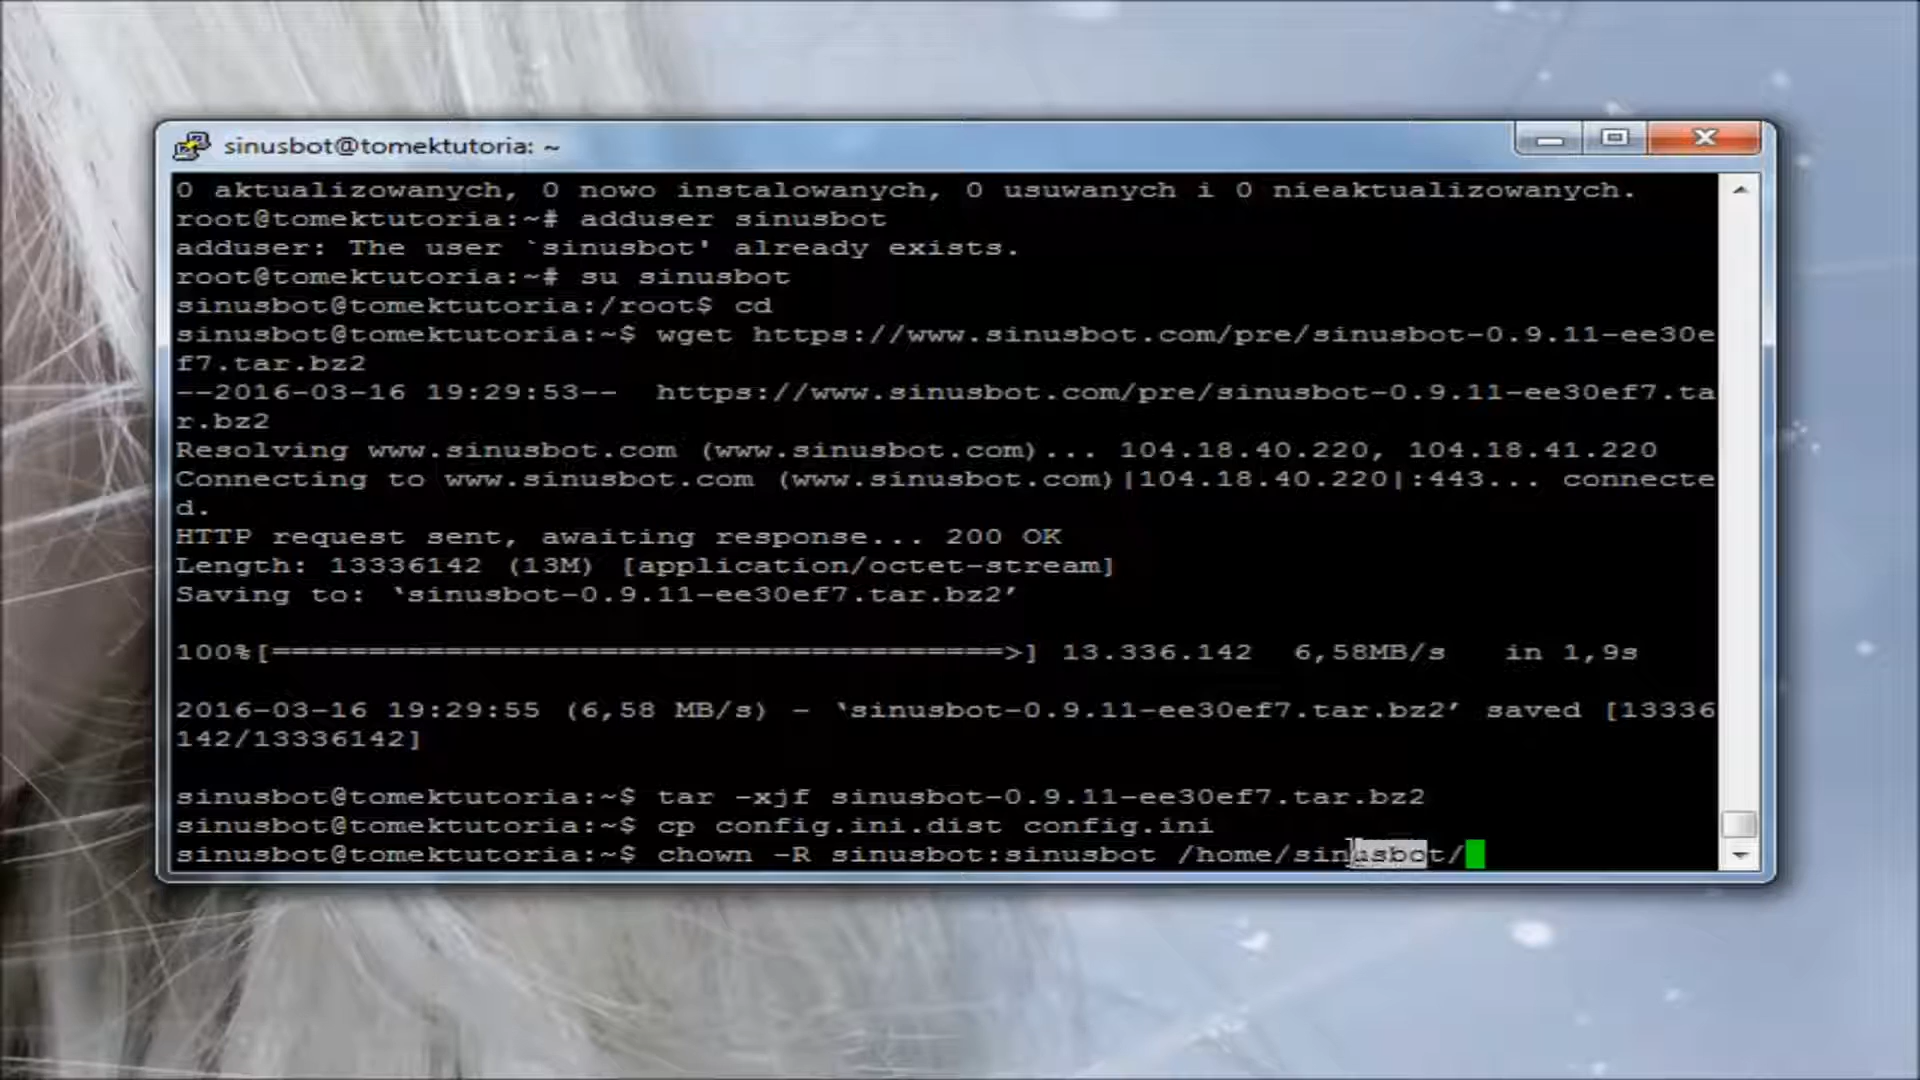 sinusbot@tomektutoria: ~
0 aktualizowanych, 0 nowo instalowanych, 0 usuwanych i 0 nieaktualizowanych.
root@tomektutoria:~# adduser sinusbot
adduser: The user `sinusbot' already exists.
root@tomektutoria:~# su sinusbot
sinusbot@tomektutoria:/root$ cd
sinusbot@tomektutoria:~$ wget https://www.sinusbot.com/pre/sinusbot-0.9.11-ee30e
f7.tar.bz2
--2016-03-16 19:29:53--  https://www.sinusbot.com/pre/sinusbot-0.9.11-ee30ef7.ta
r.bz2
Resolving www.sinusbot.com (www.sinusbot.com)... 104.18.40.220, 104.18.41.220
Connecting to www.sinusbot.com (www.sinusbot.com)|104.18.40.220|:443... connecte
d.
HTTP request sent, awaiting response... 200 OK
Length: 13336142 (13M) [application/octet-stream]
Saving to: ‘sinusbot-0.9.11-ee30ef7.tar.bz2’
100%[======================================>] 13.336.142  6,58MB/s   in 1,9s
2016-03-16 19:29:55 (6,58 MB/s) - ‘sinusbot-0.9.11-ee30ef7.tar.bz2’ saved [13336
142/13336142]
sinusbot@tomektutoria:~$ tar -xjf sinusbot-0.9.11-ee30ef7.tar.bz2
sinusbot@tomektutoria:~$ cp config.ini.dist config.ini
sinusbot@tomektutoria:~$ chown -R sinusbot:sinusbot /home/sinusbot/